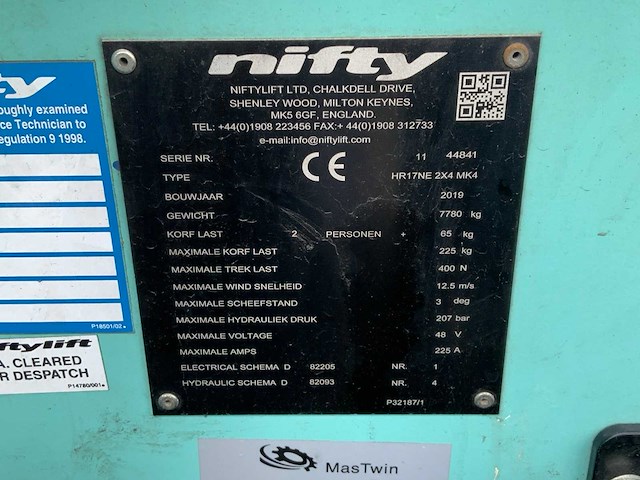 nifty
NIFTYLIFT LTD, CHALKDELL DRIVE,
SHENLEY WOOD, MILTON KEYNES,
MK5 6GF, ENGLAND.
TEL: +44(0)1908 223456 FAX:+ 44(0)1908 312733
e-mail:info@niftylift.com
SERIE NR. 11 44841
TYPE HR17NE 2X4 MK4
BOUWJAAR 2019
GEWICHT 7780 kg
KORF LAST 2 PERSONEN + 65 kg
MAXIMALE KORF LAST 225 kg
MAXIMALE TREK LAST 400 N
MAXIMALE WIND SNELHEID 12.5 m/s
MAXIMALE SCHEEFSTAND 3 deg
MAXIMALE HYDRAULIEK DRUK 207 bar
MAXIMALE VOLTAGE 48 V
MAXIMALE AMPS 225 A
ELECTRICAL SCHEMA D 82205 NR. 1
HYDRAULIC SCHEMA D 82093 NR. 4
P32187/1
CE
ty
oroughly examined
ce Technician to
egulation 9 1998.
P18501/02
ftylift
A. CLEARED
R DESPATCH
P14780/001
MasTwin